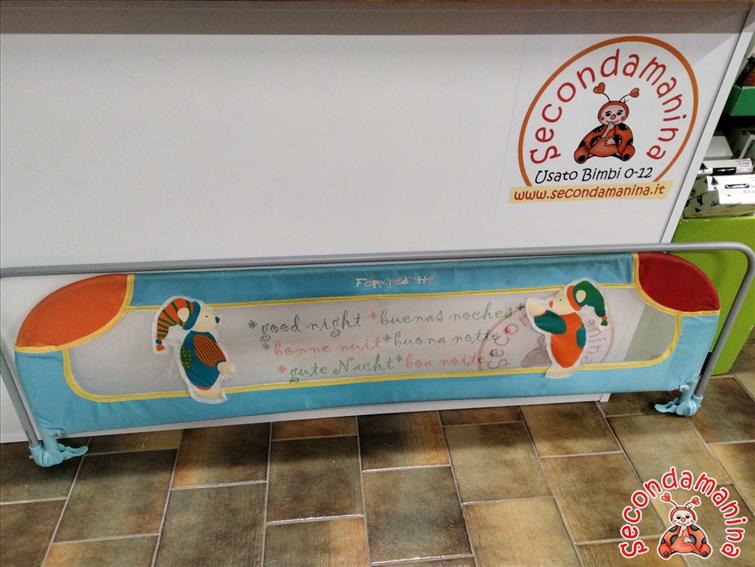 Secondamanina
Usato Bimbi 0-12
www.secondamanina.it
*good night *buenas noches*
*bonne nuit *buona notte
*gute Nacht *boa noite
Secondamanina
Secondamanina